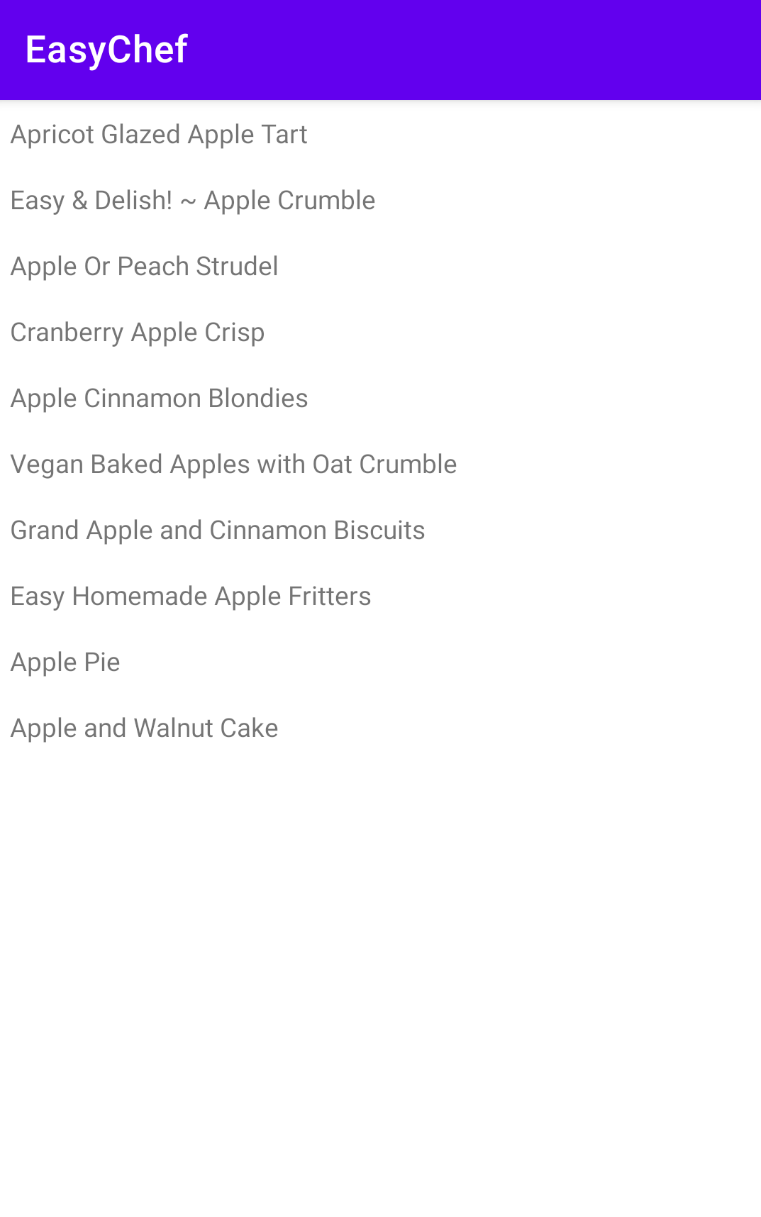 EasyChef
Apricot Glazed Apple Tart
Easy & Delish! ~ Apple Crumble
Apple Or Peach Strudel
Cranberry Apple Crisp
Apple Cinnamon Blondies
Vegan Baked Apples with Oat Crumble
Grand Apple and Cinnamon Biscuits
Easy Homemade Apple Fritters
Apple Pie
Apple and Walnut Cake